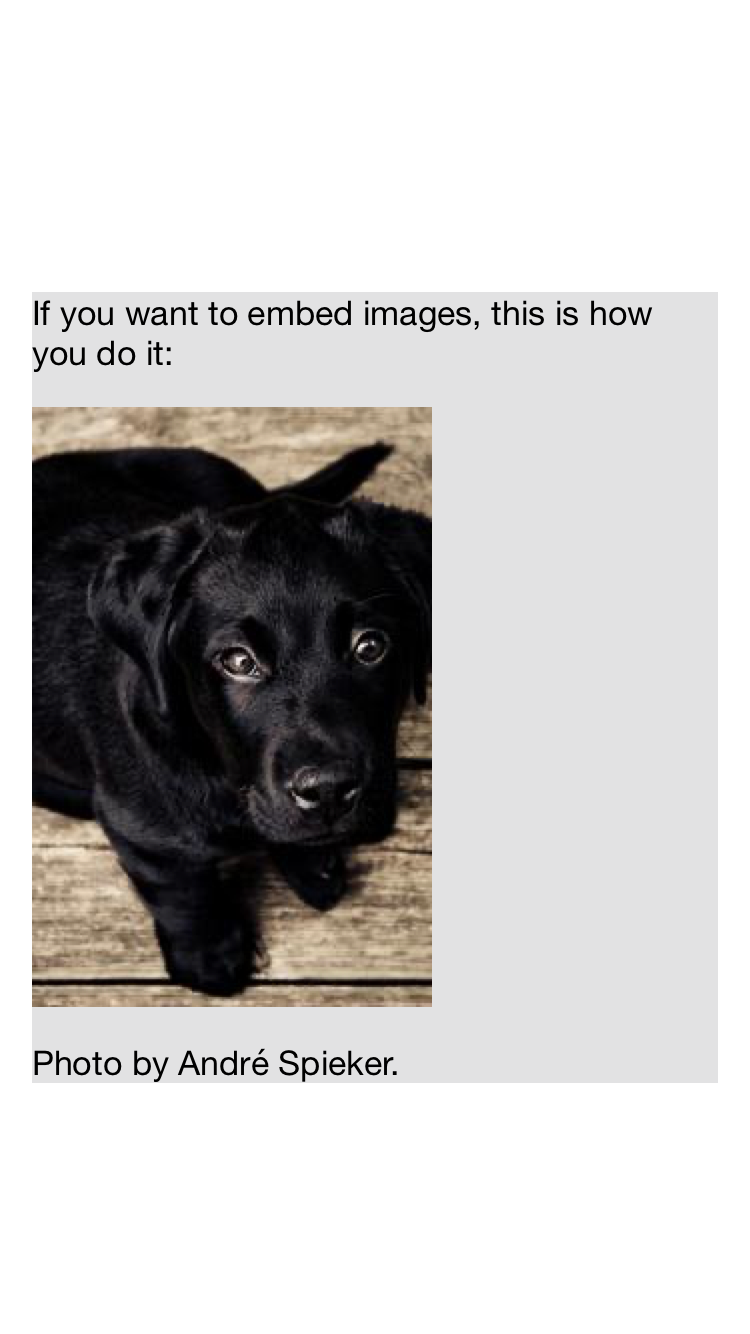 If you want to embed images, this is how
you do it:
Photo by André Spieker.